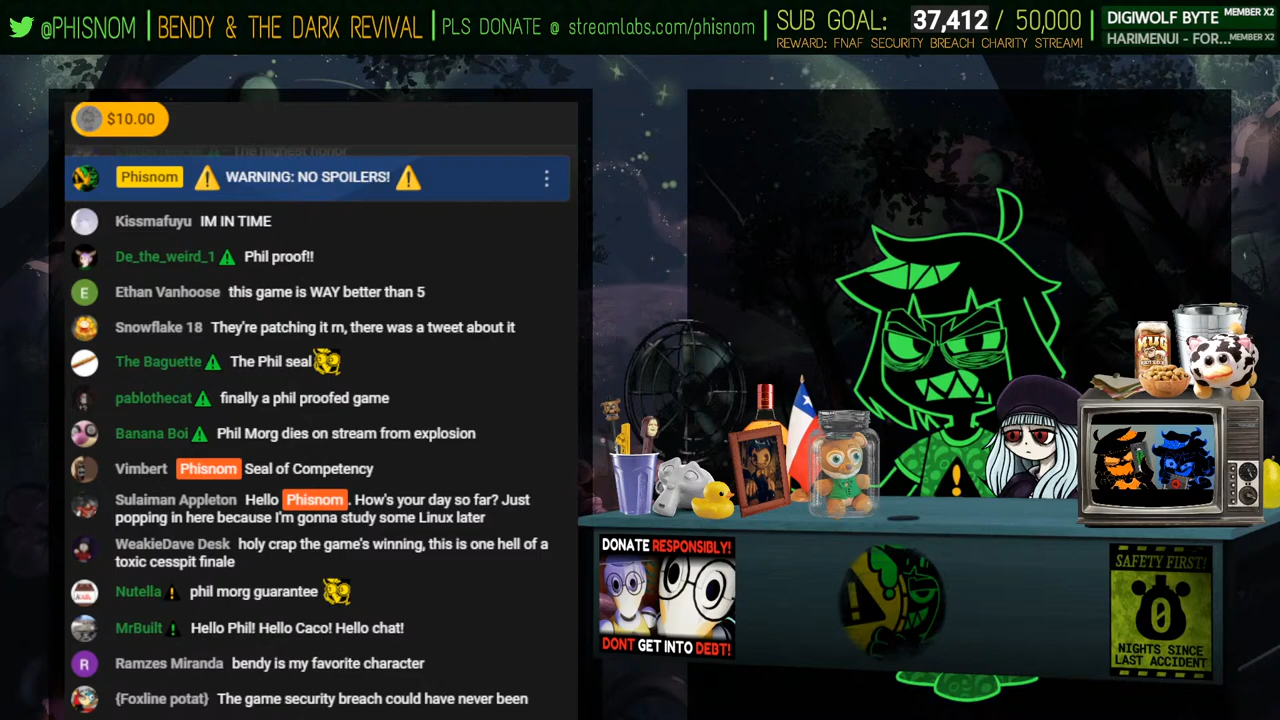 @PHISNOM | BENDY & THE DARK REVIVAL | PLS DONATE @ streamlabs.com/phisnom | SUB GOAL: 37,412 / 50,000
REWARD: FNAF SECURITY BREACH CHARITY STREAM!
DIGIWOLF BYTE MEMBER X2
HARIMENUI - FOR... MEMBER X2
$10.00
The highest honor
Phisnom ⚠ WARNING: NO SPOILERS! ⚠
Kissmafuyu IM IN TIME
De_the_weird_1 Phil proof!!
E Ethan Vanhoose this game is WAY better than 5
Snowflake 18 They're patching it rn, there was a tweet about it
The Baguette The Phil seal
pablothecat finally a phil proofed game
Banana Boi Phil Morg dies on stream from explosion
Vimbert Phisnom Seal of Competency
Sulaiman Appleton Hello Phisnom. How's your day so far? Just
popping in here because I'm gonna study some Linux later
WeakieDave Desk holy crap the game's winning, this is one hell of a
toxic cesspit finale
Nutella phil morg guarantee
MrBuilt Hello Phil! Hello Caco! Hello chat!
R Ramzes Miranda bendy is my favorite character
{Foxline potat} The game security breach could have never been
MUG
DONATE RESPONSIBLY!
DONT GET INTO DEBT!
SAFETY FIRST!
0
NIGHTS SINCE
LAST ACCIDENT